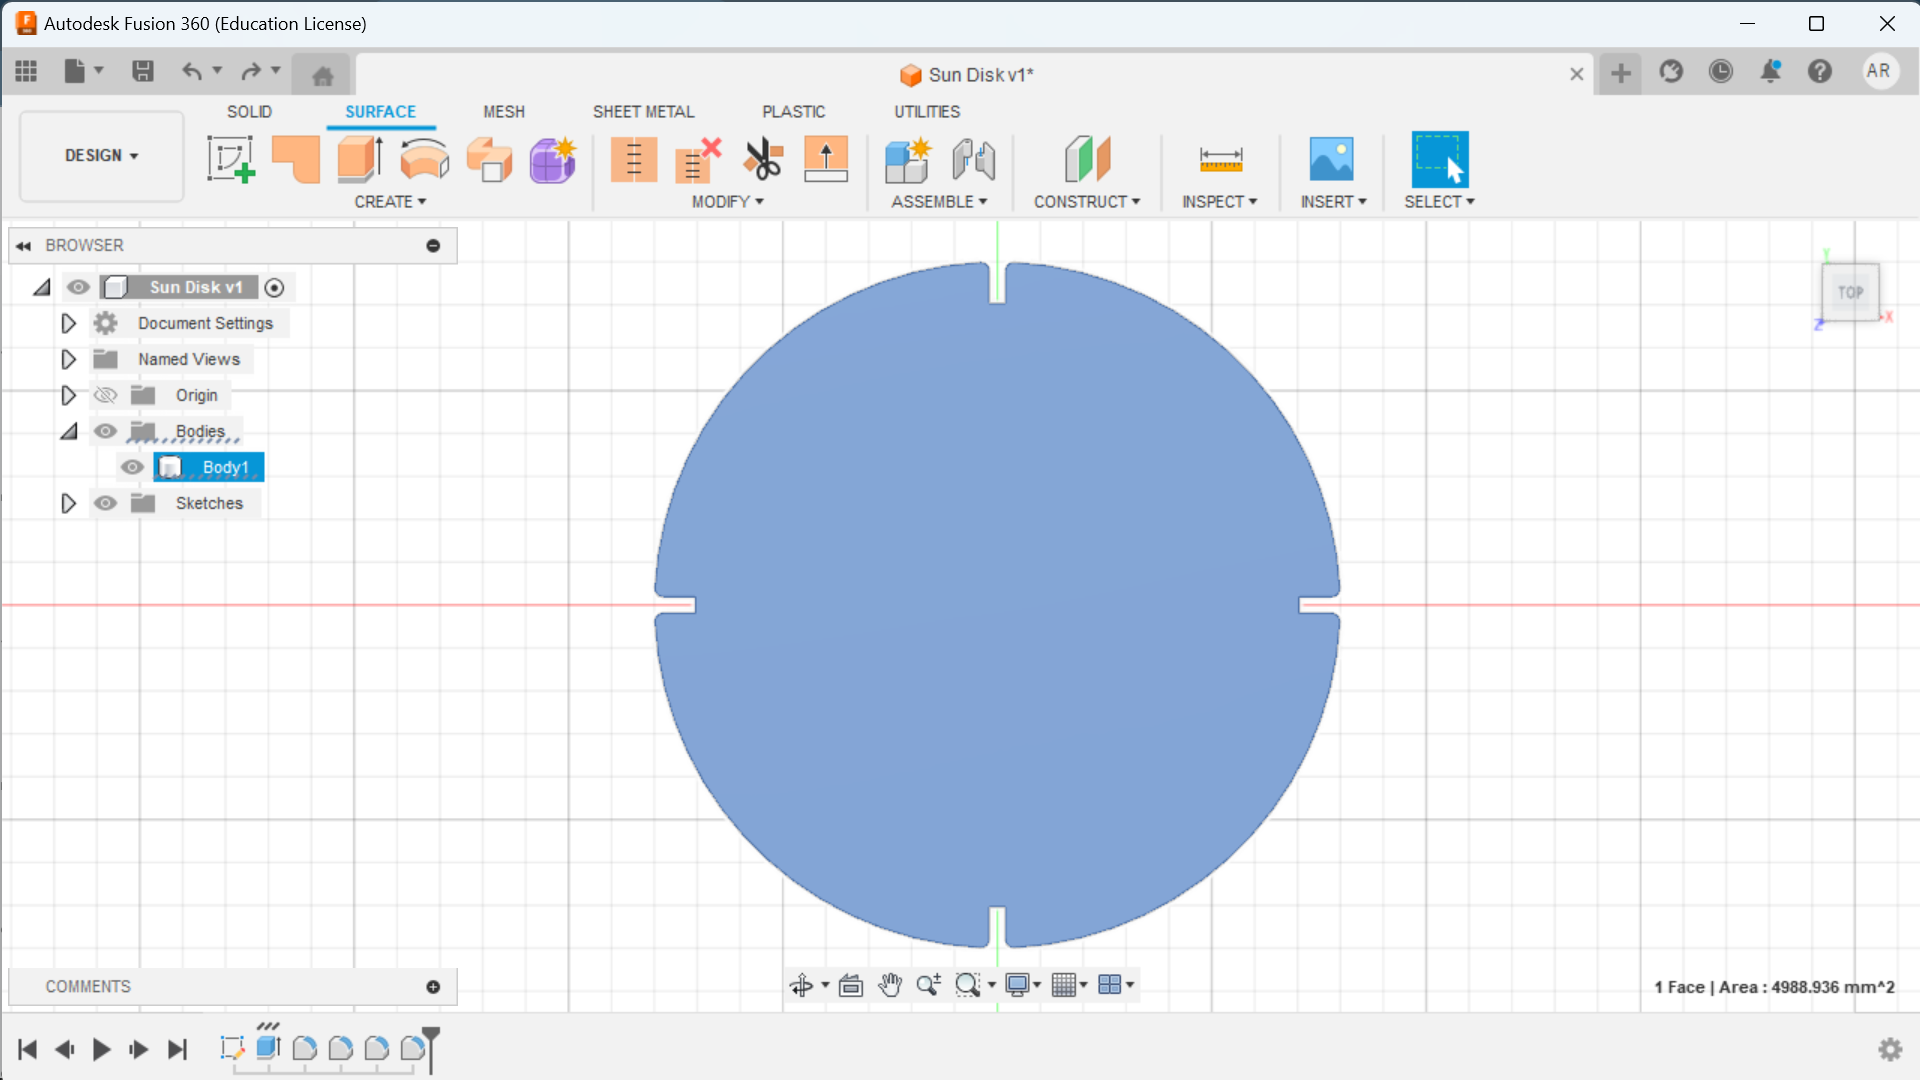 Autodesk Fusion 360 (Education License)
Sun Disk v1*
AR
SOLID SURFACE MESH SHEET METAL PLASTIC UTILITIES
DESIGN
CREATE MODIFY ASSEMBLE CONSTRUCT INSPECT INSERT SELECT
BROWSER
Sun Disk v1
Document Settings
Named Views
Origin
Bodies
Body1
Sketches
Y
TOP
X
Z
COMMENTS
1 Face | Area : 4988.936 mm^2